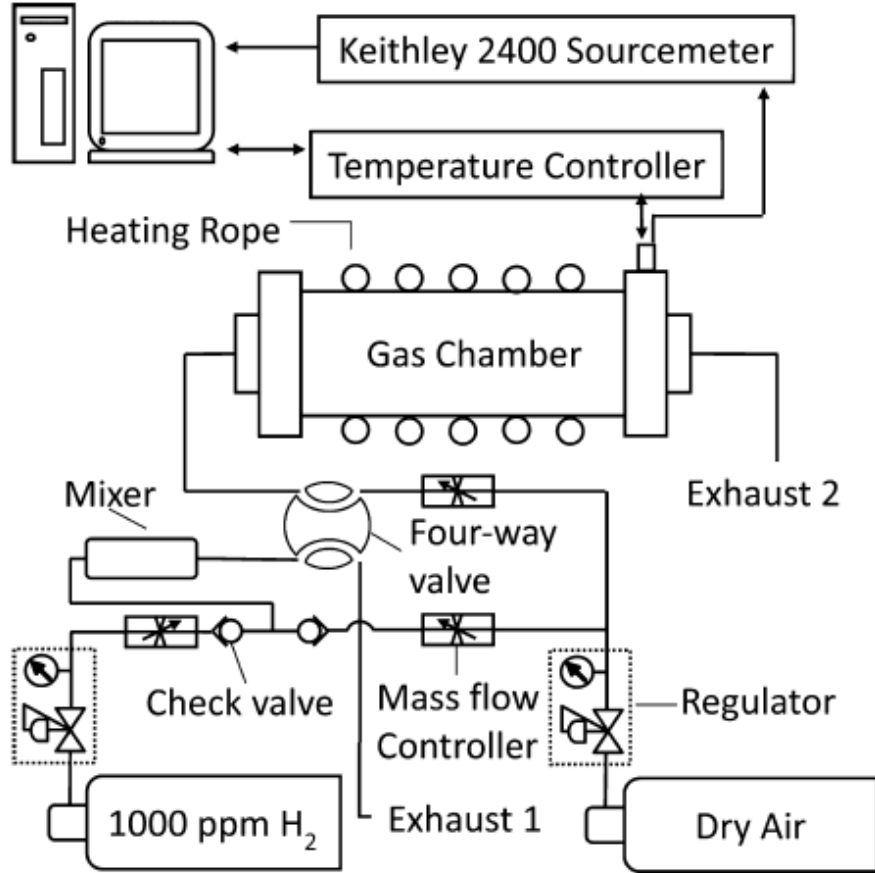 Keithley 2400 Sourcemeter
Temperature Controller
Heating Rope
Gas Chamber
Mixer
Exhaust 2
Four-way
valve
Check valve
Mass flow
Controller
Regulator
1000 ppm H₂
Exhaust 1
Dry Air